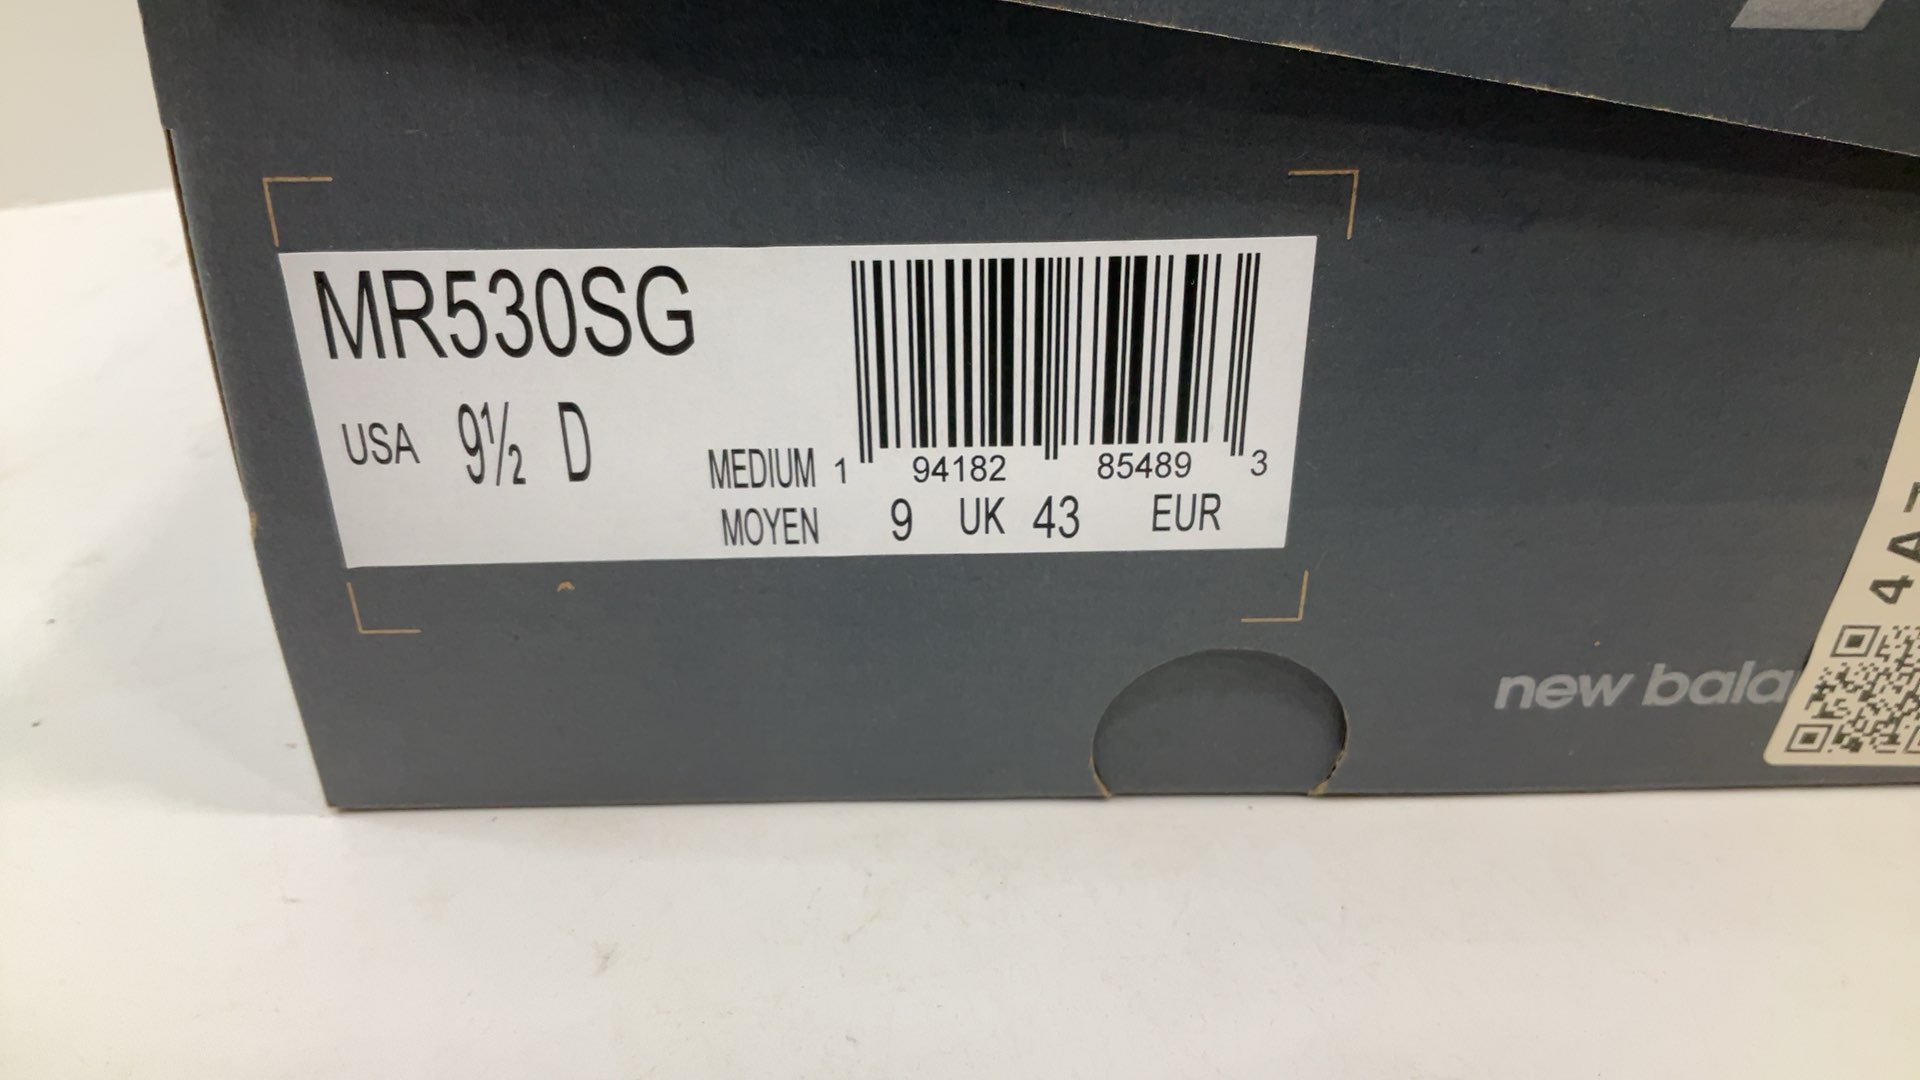 MR530SG
USA 9½ D
MEDIUM 1 94182 85489 3
MOYEN 9 UK 43 EUR
new bala